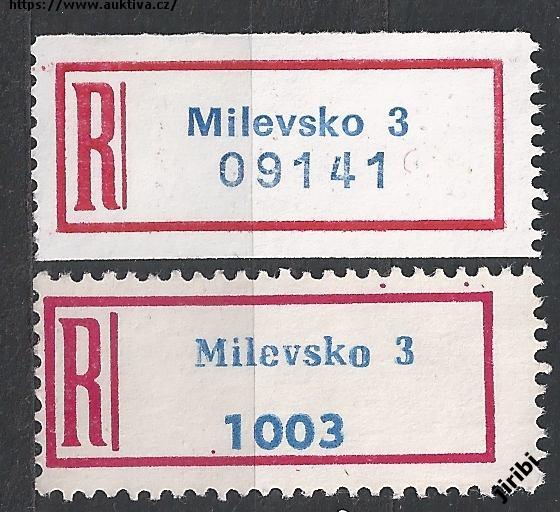 https://www.auktiva.cz/
R
Milevsko 3
09141
R
Milevsko 3
1003
jiribi